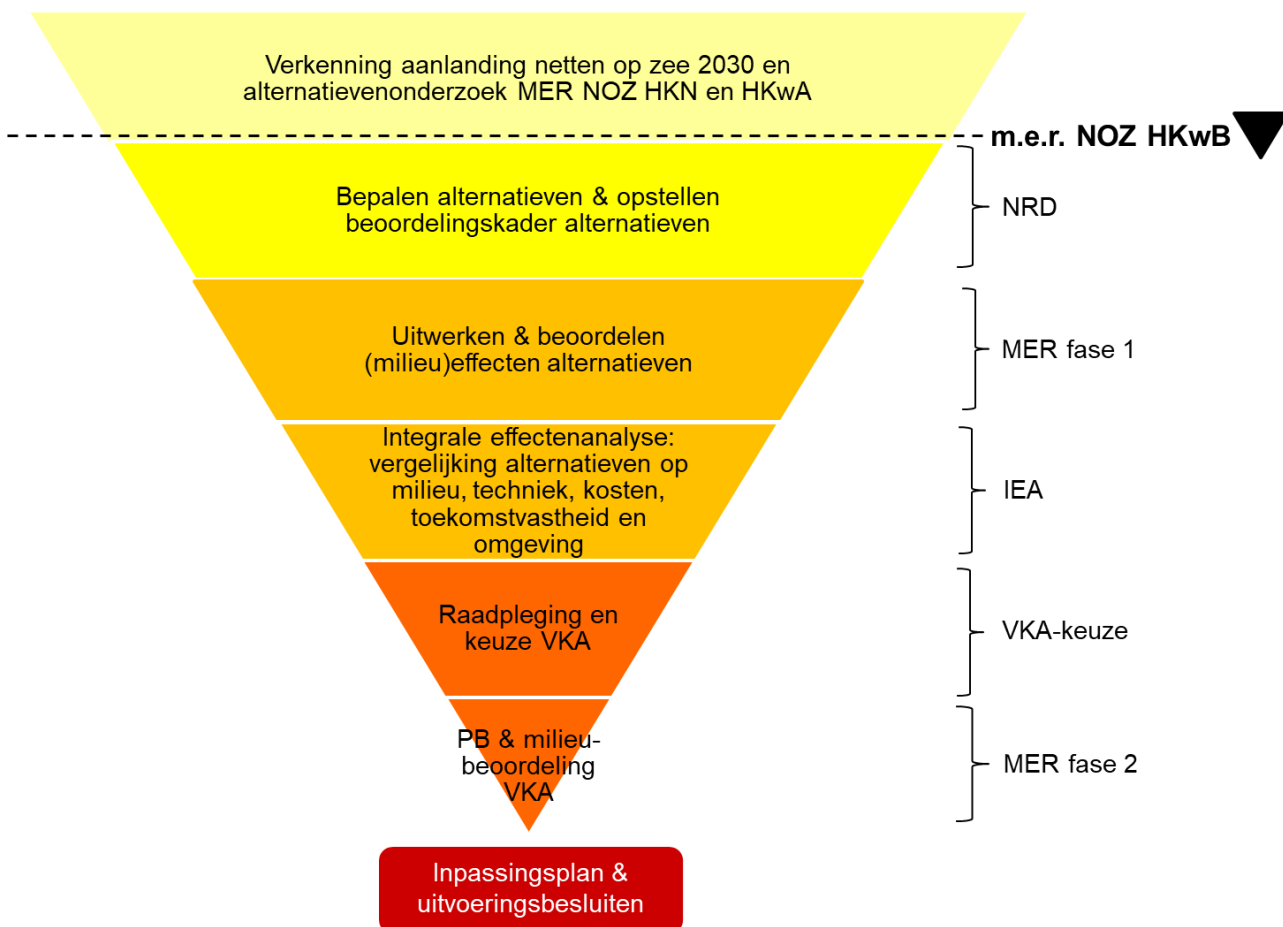 Verkenning aanlanding netten op zee 2030 en
alternatievenonderzoek MER NOZ HKN en HKwA
m.e.r. NOZ HKwB
Bepalen alternatieven & opstellen
beoordelingskader alternatieven
NRD
Uitwerken & beoordelen
(milieu)effecten alternatieven
MER fase 1
Integrale effectenanalyse:
vergelijking alternatieven op
milieu, techniek, kosten,
toekomstvastheid en
omgeving
IEA
Raadpleging en
keuze VKA
VKA-keuze
PB & milieu-
beoordeling
VKA
MER fase 2
Inpassingsplan &
uitvoeringsbesluiten